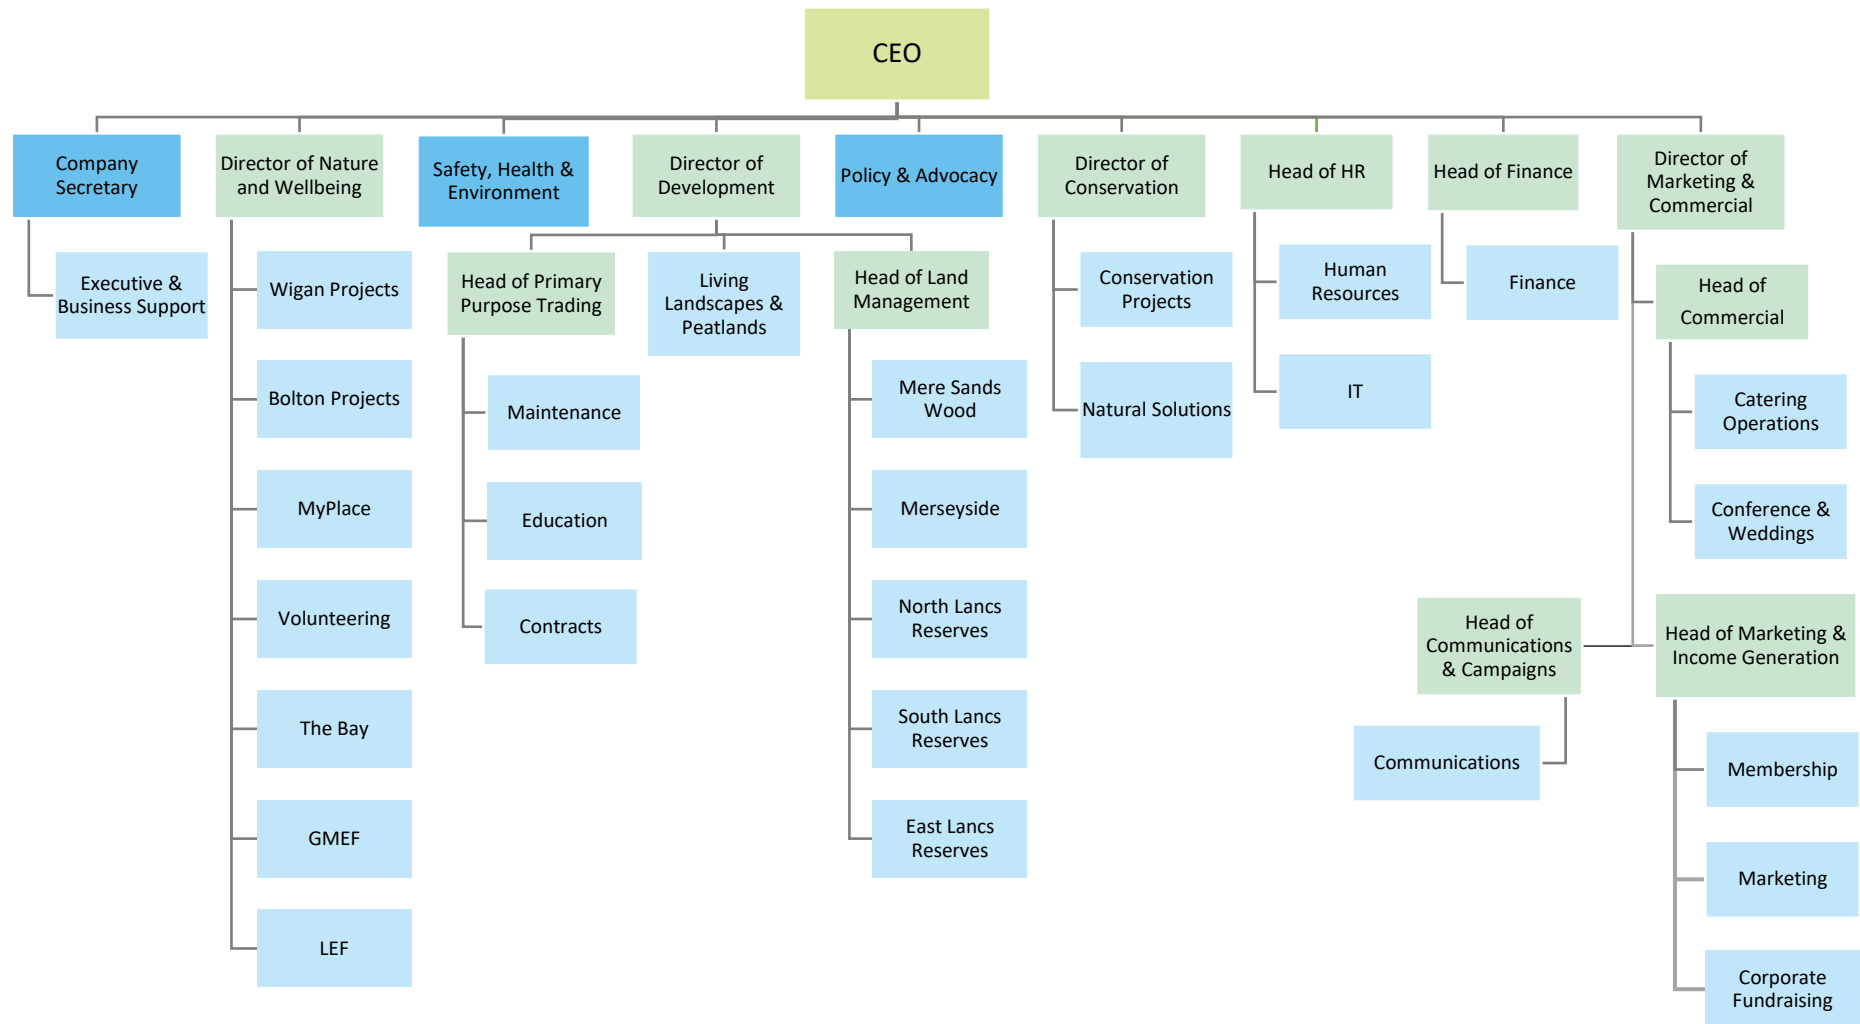 CEO
Company
Secretary
Director of Nature
and Wellbeing
Safety, Health &
Environment
Director of
Development
Policy & Advocacy
Director of
Conservation
Head of HR
Head of Finance
Director of
Marketing &
Commercial
Executive &
Business Support
Wigan Projects
Bolton Projects
MyPlace
Volunteering
The Bay
GMEF
LEF
Head of Primary
Purpose Trading
Maintenance
Education
Contracts
Living
Landscapes &
Peatlands
Head of Land
Management
Mere Sands
Wood
Merseyside
North Lancs
Reserves
South Lancs
Reserves
East Lancs
Reserves
Conservation
Projects
Natural Solutions
Human
Resources
IT
Finance
Head of
Commercial
Catering
Operations
Conference &
Weddings
Head of
Communications
& Campaigns
Communications
Head of Marketing &
Income Generation
Membership
Marketing
Corporate
Fundraising